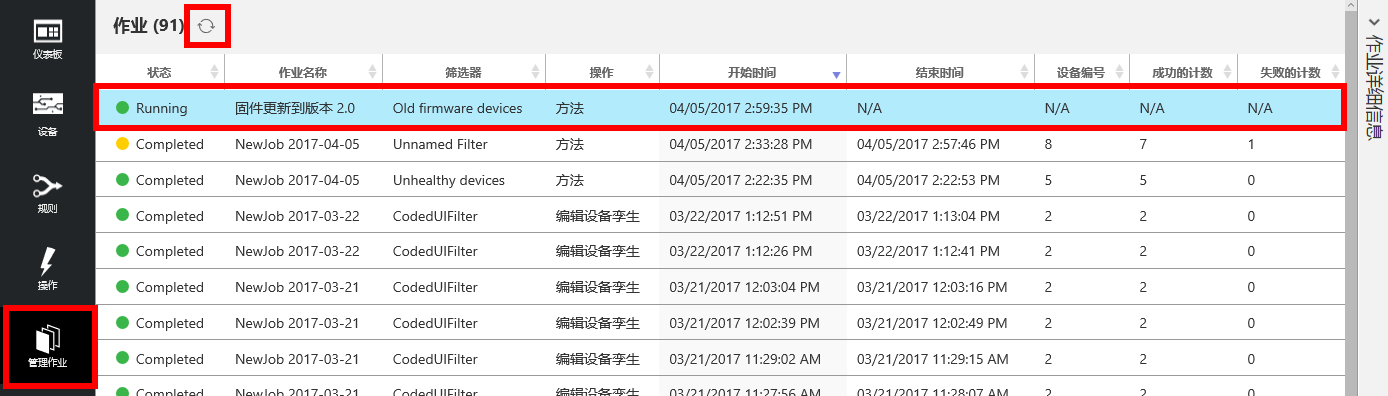 仪表板
设备
规则
操作
管理作业
作业 (91)
状态 作业名称 筛选器 操作 开始时间 结束时间 设备编号 成功的计数 失败的计数
Running 固件更新到版本 2.0 Old firmware devices 方法 04/05/2017 2:59:35 PM N/A N/A N/A N/A
Completed NewJob 2017-04-05 Unnamed Filter 方法 04/05/2017 2:33:28 PM 04/05/2017 2:57:46 PM 8 7 1
Completed NewJob 2017-04-05 Unhealthy devices 方法 04/05/2017 2:22:35 PM 04/05/2017 2:22:53 PM 5 5 0
Completed NewJob 2017-03-22 CodedUIFilter 编辑设备孪生 03/22/2017 1:12:51 PM 03/22/2017 1:13:04 PM 2 2 0
Completed NewJob 2017-03-22 CodedUIFilter 编辑设备孪生 03/22/2017 1:12:26 PM 03/22/2017 1:12:41 PM 2 2 0
Completed NewJob 2017-03-21 CodedUIFilter 编辑设备孪生 03/21/2017 12:03:04 PM 03/21/2017 12:03:16 PM 2 2 0
Completed NewJob 2017-03-21 CodedUIFilter 编辑设备孪生 03/21/2017 12:02:39 PM 03/21/2017 12:02:49 PM 2 2 0
Completed NewJob 2017-03-21 CodedUIFilter 编辑设备孪生 03/21/2017 11:29:02 AM 03/21/2017 11:29:15 AM 2 2 0
Completed NewJob 2017-03-21 CodedUIFilter 编辑设备孪生 03/21/2017 11:27:56 AM 03/21/2017 11:28:07 AM 2 2 0
作业详细信息